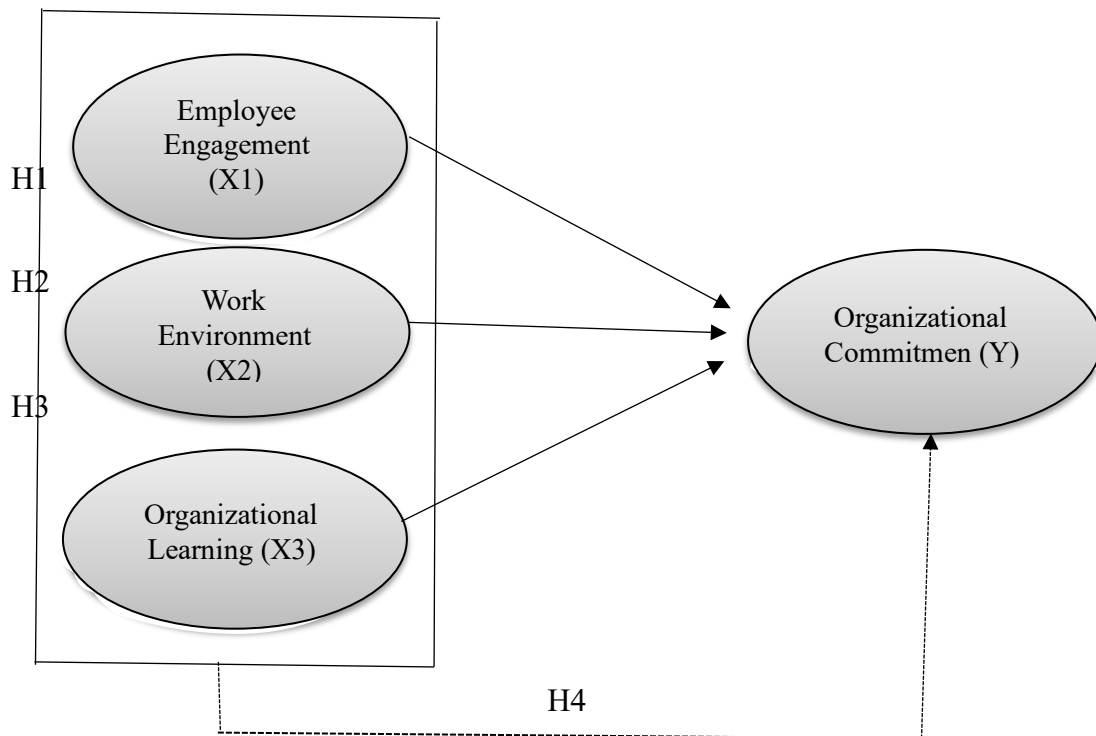 Employee
Engagement
(X1)
H1
H2
Work
Environment
(X2)
H3
Organizational
Learning (X3)
Organizational
Commitmen (Y)
H4